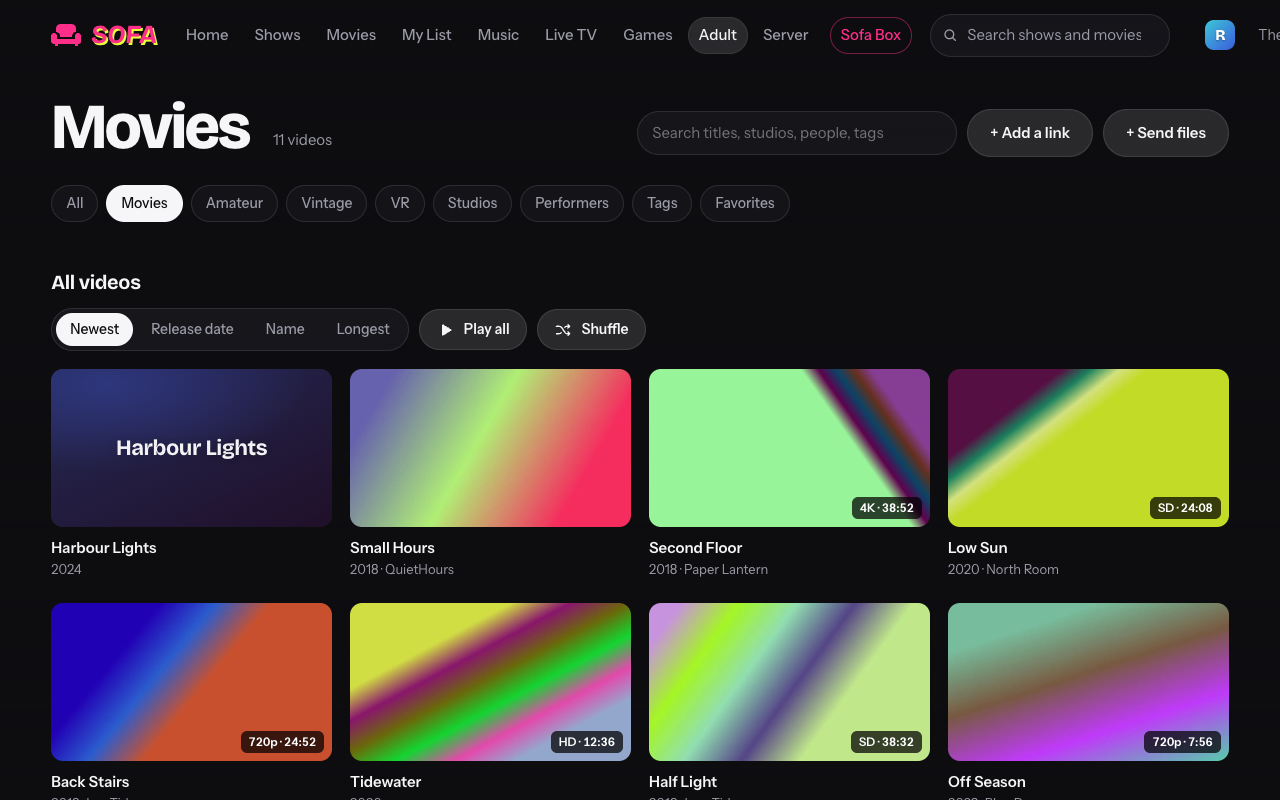 SOFA Home Shows Movies My List Music Live TV Games Adult Server Sofa Box Search shows and movies R The
Movies 11 videos Search titles, studios, people, tags + Add a link + Send files
All Movies Amateur Vintage VR Studios Performers Tags Favorites
All videos
Newest Release date Name Longest Play all Shuffle
Harbour Lights
4K · 38:52 SD · 24:08
Harbour Lights Small Hours Second Floor Low Sun
2024 2018 · QuietHours 2018 · Paper Lantern 2020 · North Room
720p · 24:52 HD · 12:36 SD · 38:32 720p · 7:56
Back Stairs Tidewater Half Light Off Season